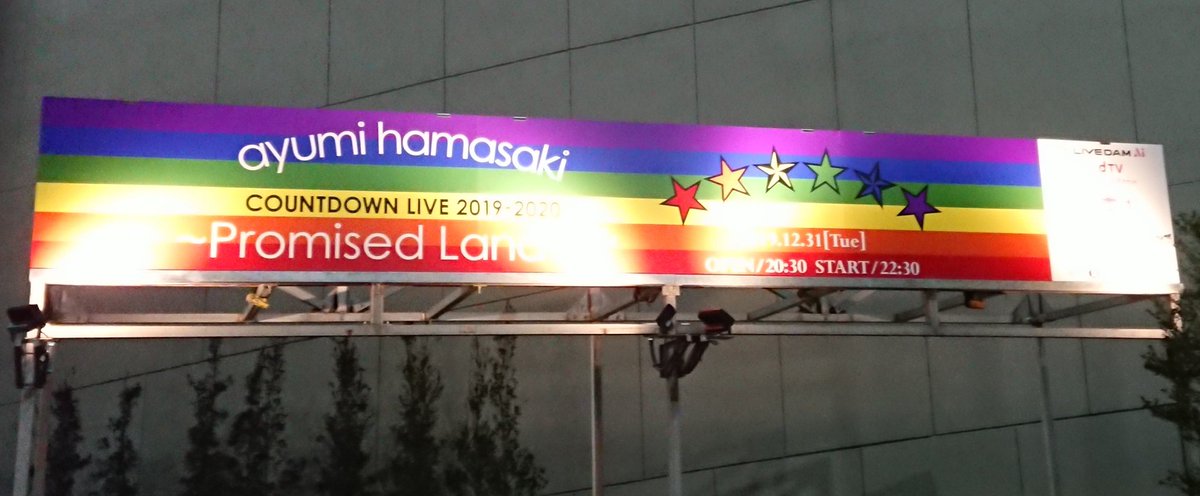 ayumi hamasaki
COUNTDOWN LIVE 2019-2020
~Promised Land
12.31[Tue]
OPEN/20:30 START/22:30
LIVE DAM Ai
dTV